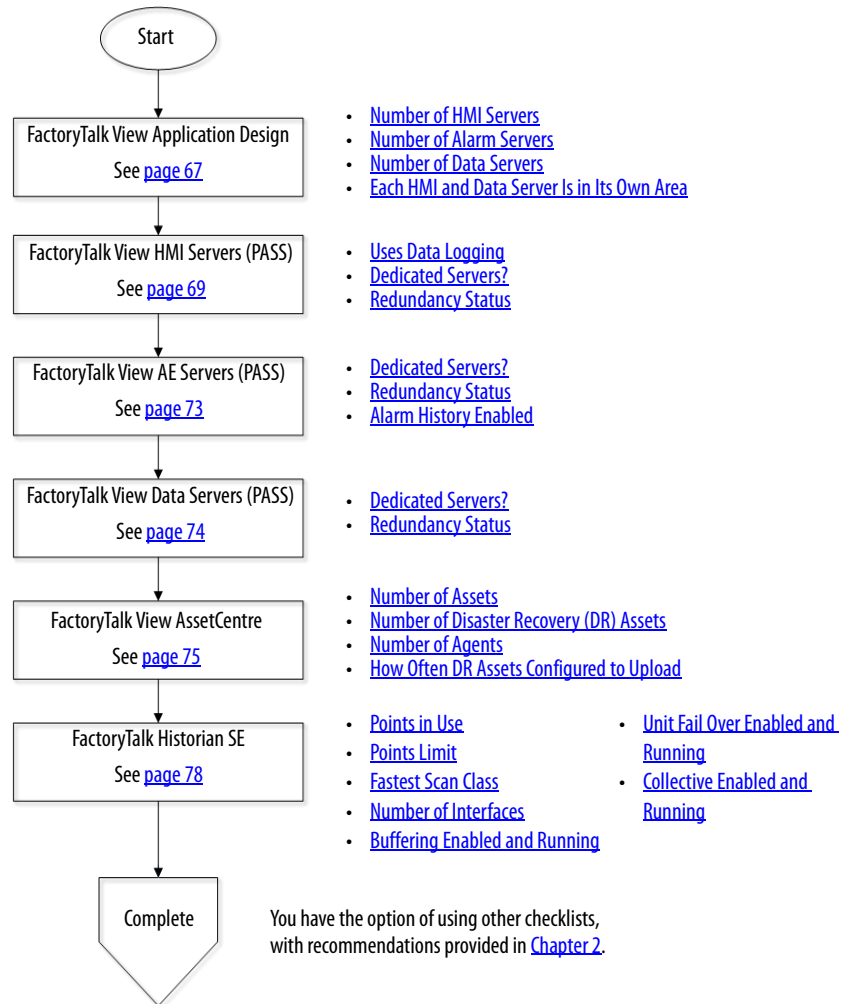 Start
FactoryTalk View Application Design
See page 67
• Number of HMI Servers
• Number of Alarm Servers
• Number of Data Servers
• Each HMI and Data Server Is in Its Own Area
FactoryTalk View HMI Servers (PASS)
See page 69
• Uses Data Logging
• Dedicated Servers?
• Redundancy Status
FactoryTalk View AE Servers (PASS)
See page 73
• Dedicated Servers?
• Redundancy Status
• Alarm History Enabled
FactoryTalk View Data Servers (PASS)
See page 74
• Dedicated Servers?
• Redundancy Status
FactoryTalk View AssetCentre
See page 75
• Number of Assets
• Number of Disaster Recovery (DR) Assets
• Number of Agents
• How Often DR Assets Configured to Upload
FactoryTalk Historian SE
See page 78
• Points in Use
• Points Limit
• Fastest Scan Class
• Number of Interfaces
• Buffering Enabled and Running
• Unit Fail Over Enabled and
Running
• Collective Enabled and
Running
Complete
You have the option of using other checklists,
with recommendations provided in Chapter 2.